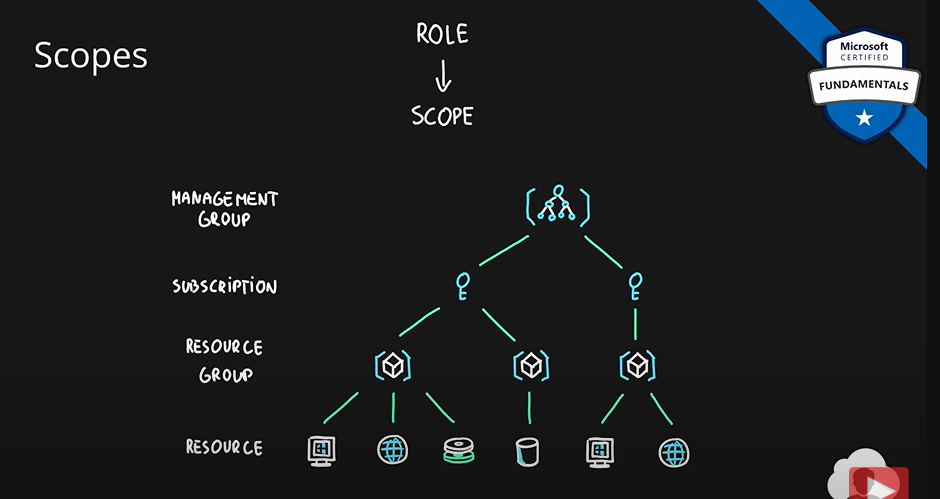 Scopes
ROLE
SCOPE
Microsoft
CERTIFIED
FUNDAMENTALS
MANAGEMENT
GROUP
SUBSCRIPTION
RESOURCE
GROUP
RESOURCE